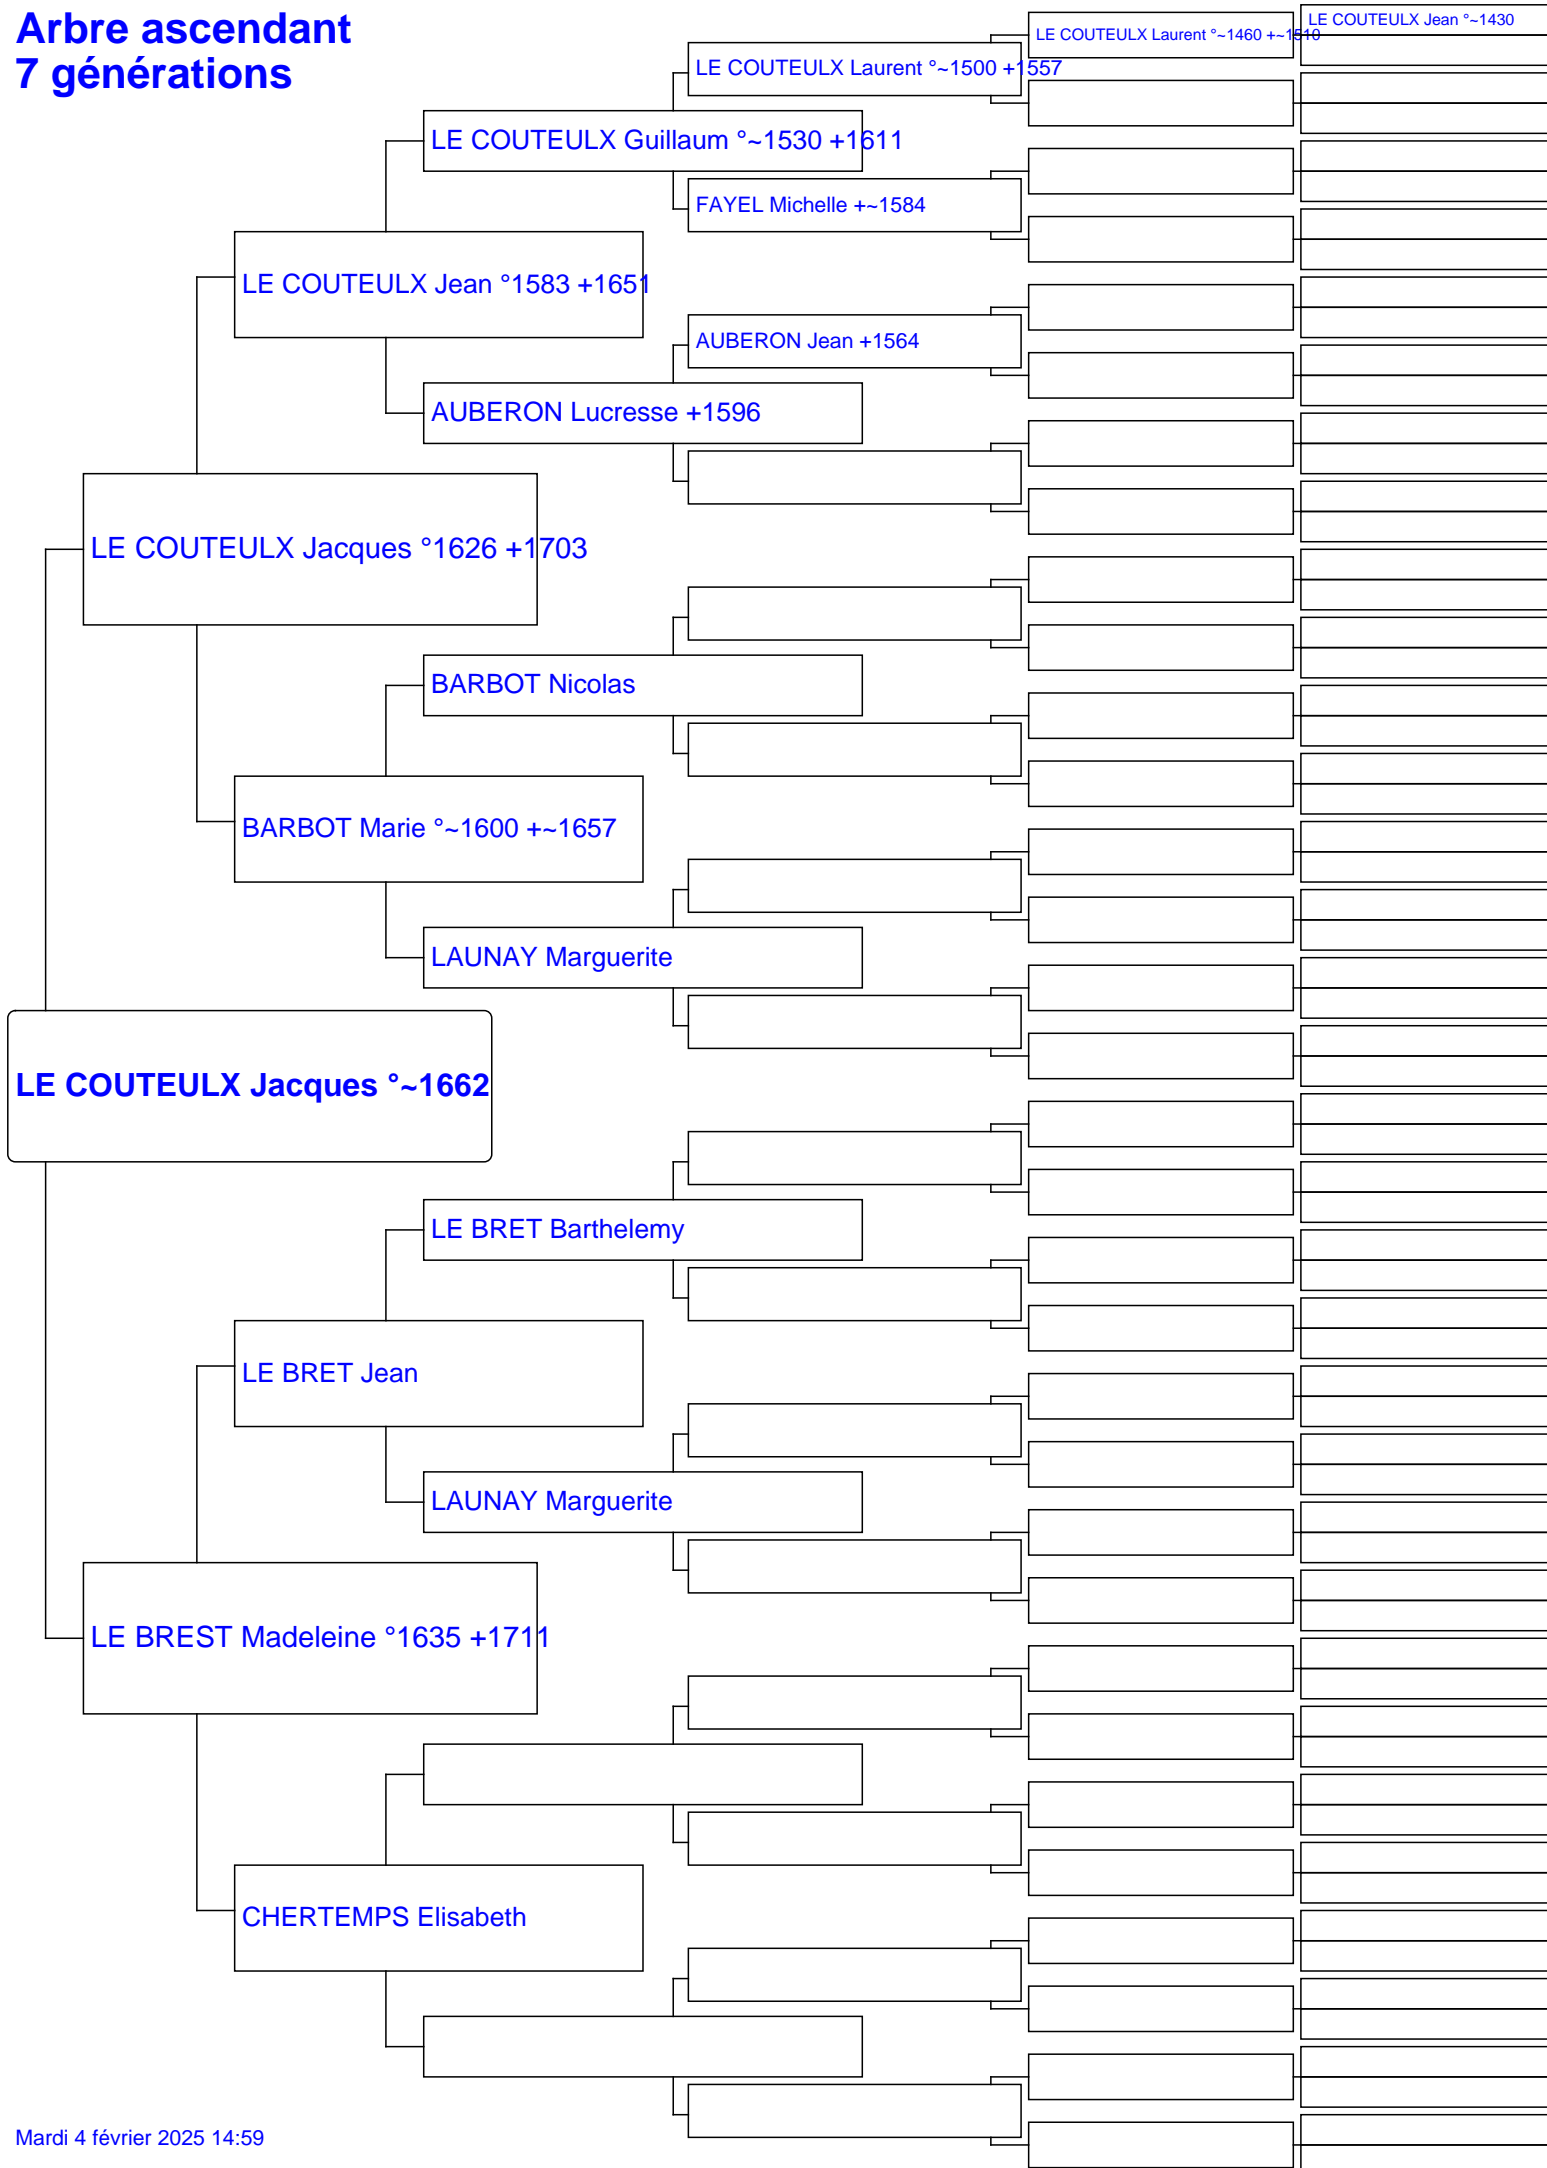 Arbre ascendant
7 générations
LE COUTEULX Jean °~1430
LE COUTEULX Laurent °~1460 +~1510
LE COUTEULX Laurent °~1500 +1557
LE COUTEULX Guillaum °~1530 +1611
FAYEL Michelle +~1584
LE COUTEULX Jean °1583 +1651
AUBERON Jean +1564
AUBERON Lucresse +1596
LE COUTEULX Jacques °1626 +1703
BARBOT Nicolas
BARBOT Marie °~1600 +~1657
LAUNAY Marguerite
LE COUTEULX Jacques °~1662
LE BRET Barthelemy
LE BRET Jean
LAUNAY Marguerite
LE BREST Madeleine °1635 +1711
CHERTEMPS Elisabeth
Mardi 4 février 2025 14:59